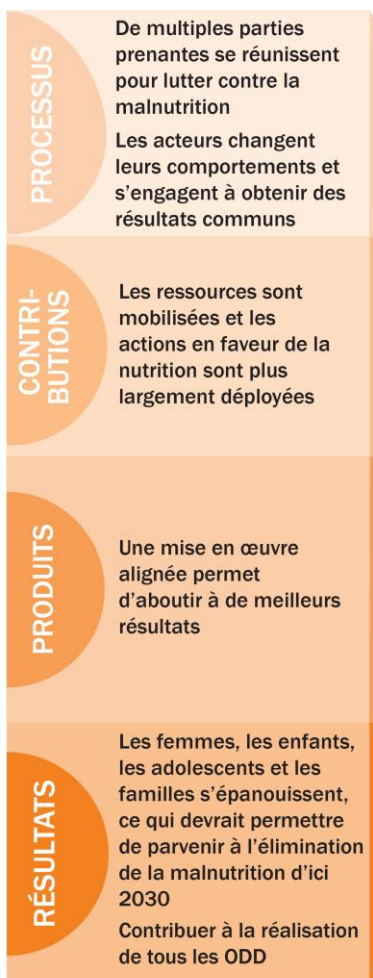 PROCESSUS
De multiples parties
prenantes se réunissent
pour lutter contre la
malnutrition
Les acteurs changent
leurs comportements et
s'engagent à obtenir des
résultats communs
CONTRI-
BUTIONS
Les ressources sont
mobilisées et les
actions en faveur de la
nutrition sont plus
largement déployées
PRODUITS
Une mise en œuvre
alignée permet
d'aboutir à de meilleurs
résultats
RÉSULTATS
Les femmes, les enfants,
les adolescents et les
familles s'épanouissent,
ce qui devrait permettre
de parvenir à l'élimination
de la malnutrition d'ici
2030
Contribuer à la réalisation
de tous les ODD